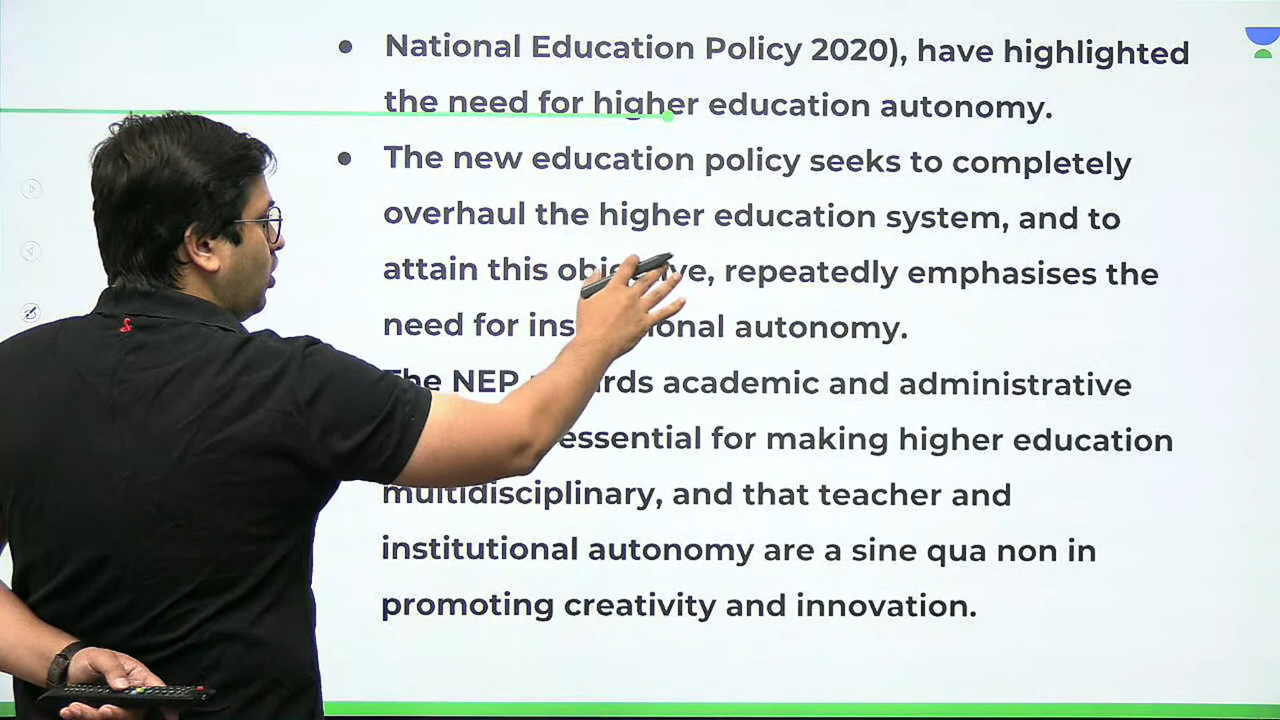 National Education Policy 2020), have highlighted
the need for higher education autonomy.
The new education policy seeks to completely
overhaul the higher education system, and to
attain this objective, repeatedly emphasises the
need for institutional autonomy.
The NEP academic and administrative
essential for making higher education
multidisciplinary, and that teacher and
institutional autonomy are a sine qua non in
promoting creativity and innovation.